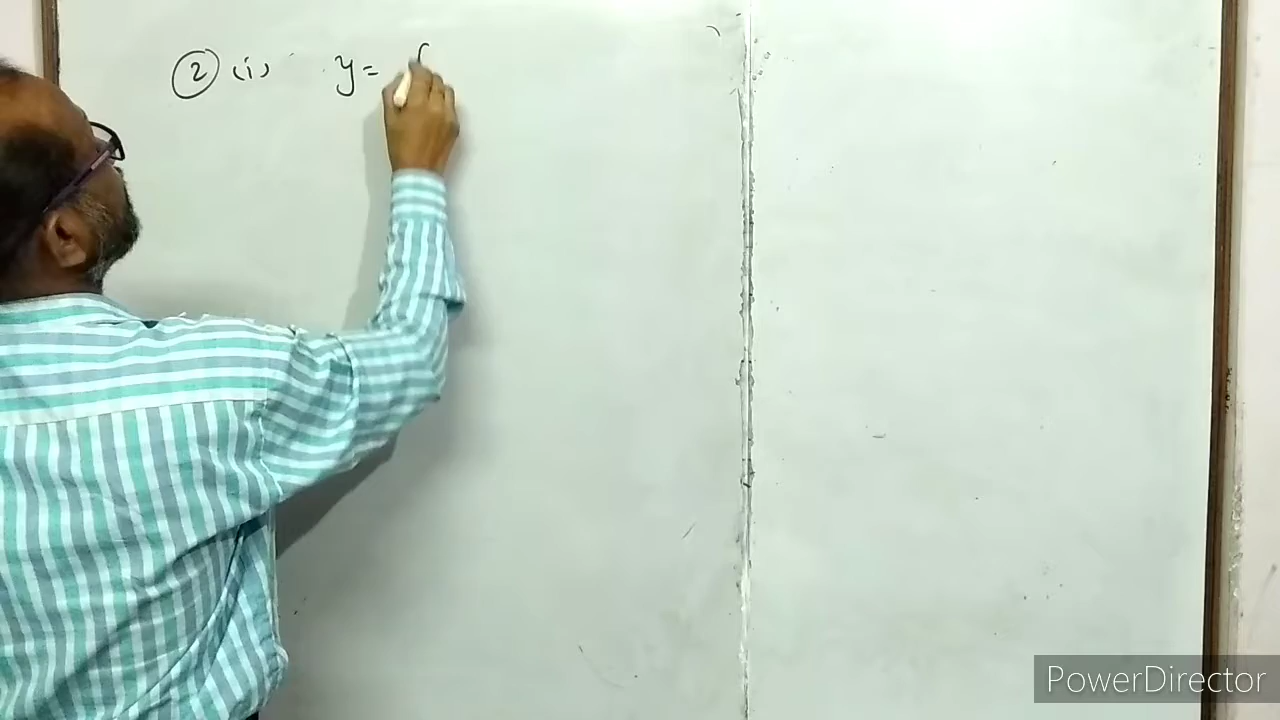 ② (i) y = f
PowerDirector